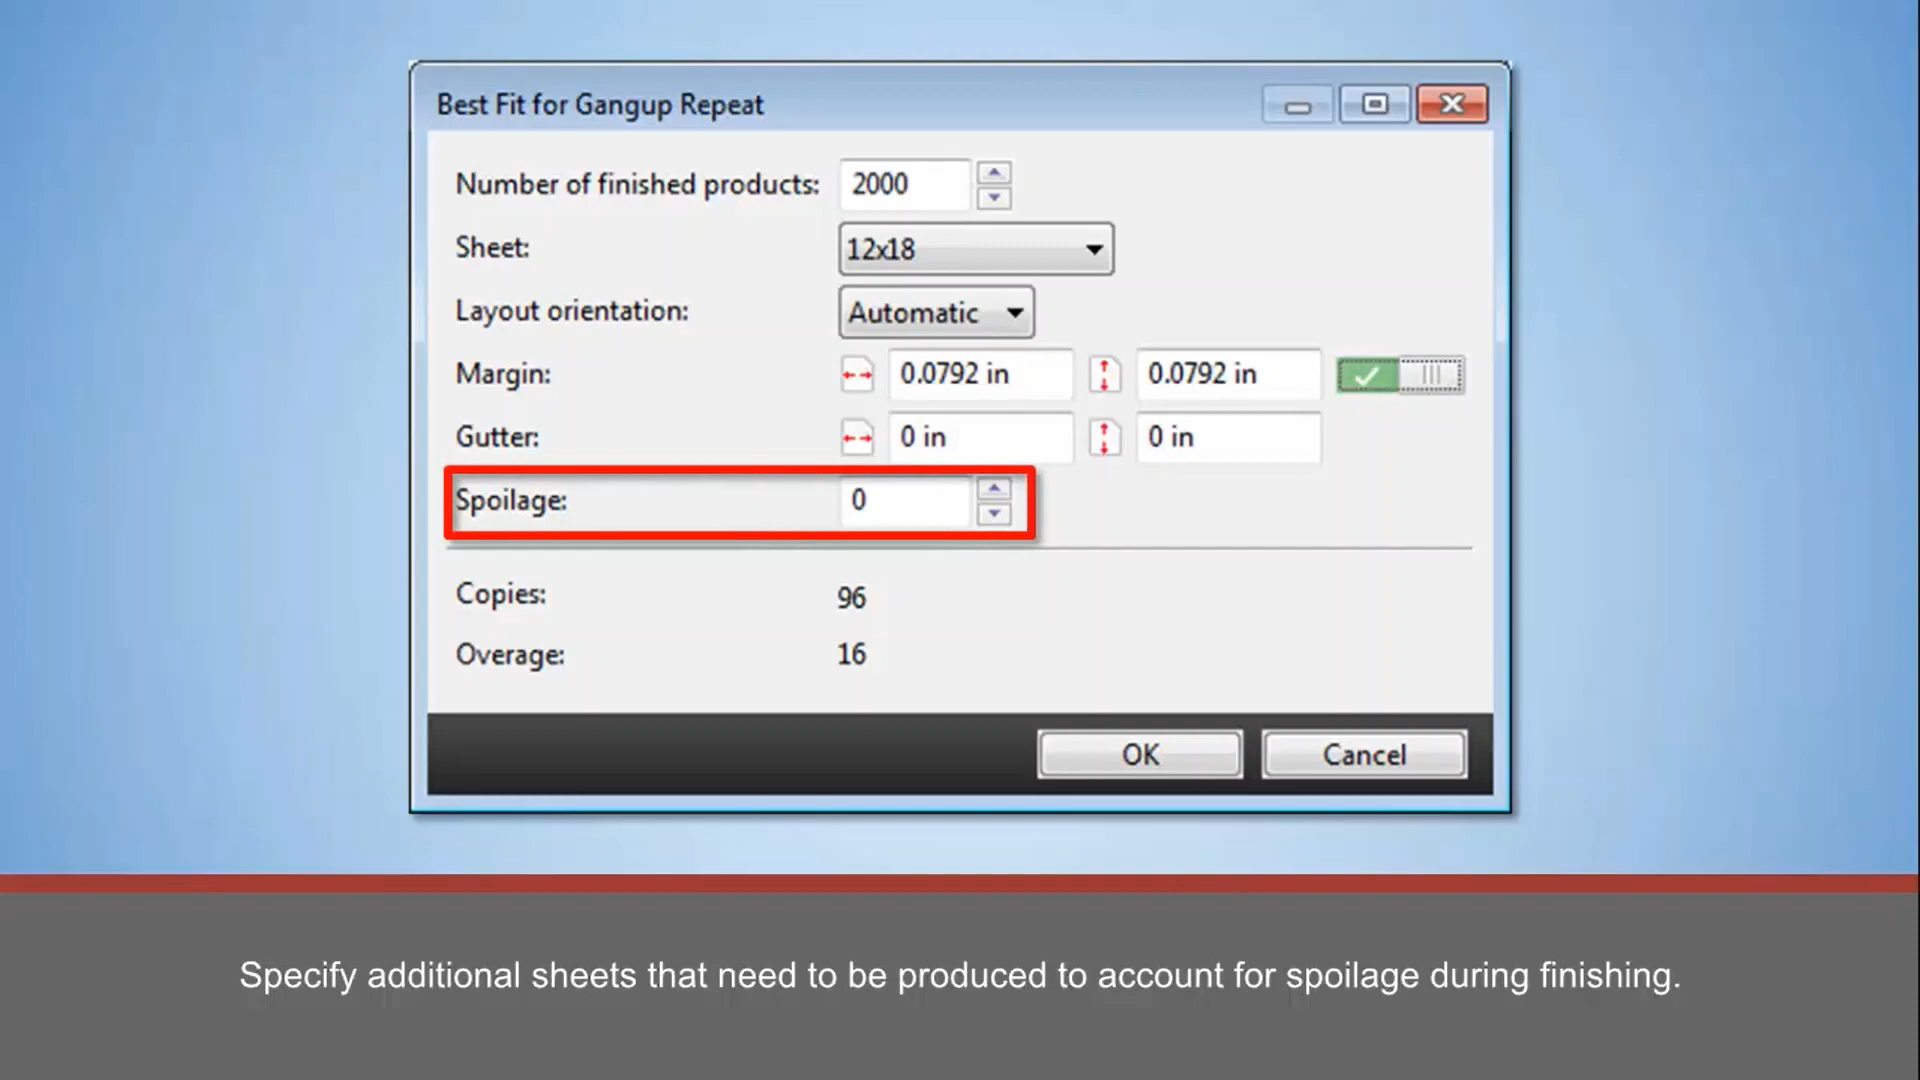 Best Fit for Gangup Repeat
Number of finished products: 2000
Sheet: 12x18
Layout orientation: Automatic
Margin: 0.0792 in 0.0792 in
Gutter: 0 in 0 in
Spoilage: 0
Copies: 96
Overage: 16
OK Cancel
Specify additional sheets that need to be produced to account for spoilage during finishing.